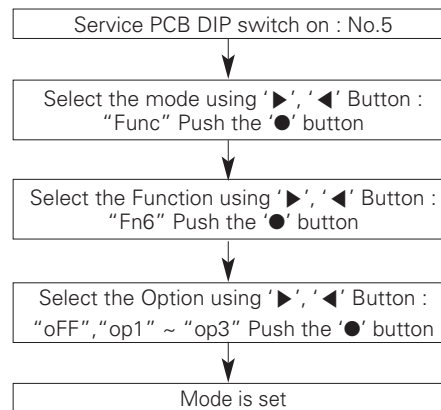 Service PCB DIP switch on : No.5
Select the mode using ‘▶’, ‘◀’ Button :
“Func” Push the ‘●’ button
Select the Function using ‘▶’, ‘◀’ Button :
“Fn6” Push the ‘●’ button
Select the Option using ‘▶’, ‘◀’ Button :
“oFF”,“op1” ~ “op3” Push the ‘●’ button
Mode is set